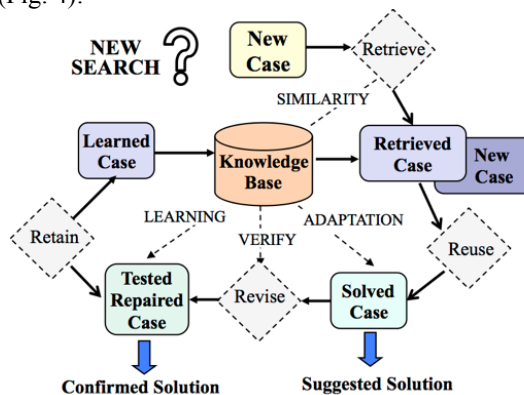 (Fig. 4).
NEW
SEARCH ?
New
Case
Retrieve
SIMILARITY
Learned
Case
Knowledge
Base
Retrieved
Case
New
Case
LEARNING
ADAPTATION
VERIFY
Retain
Reuse
Tested
Repaired
Case
Revise
Solved
Case
Confirmed Solution
Suggested Solution